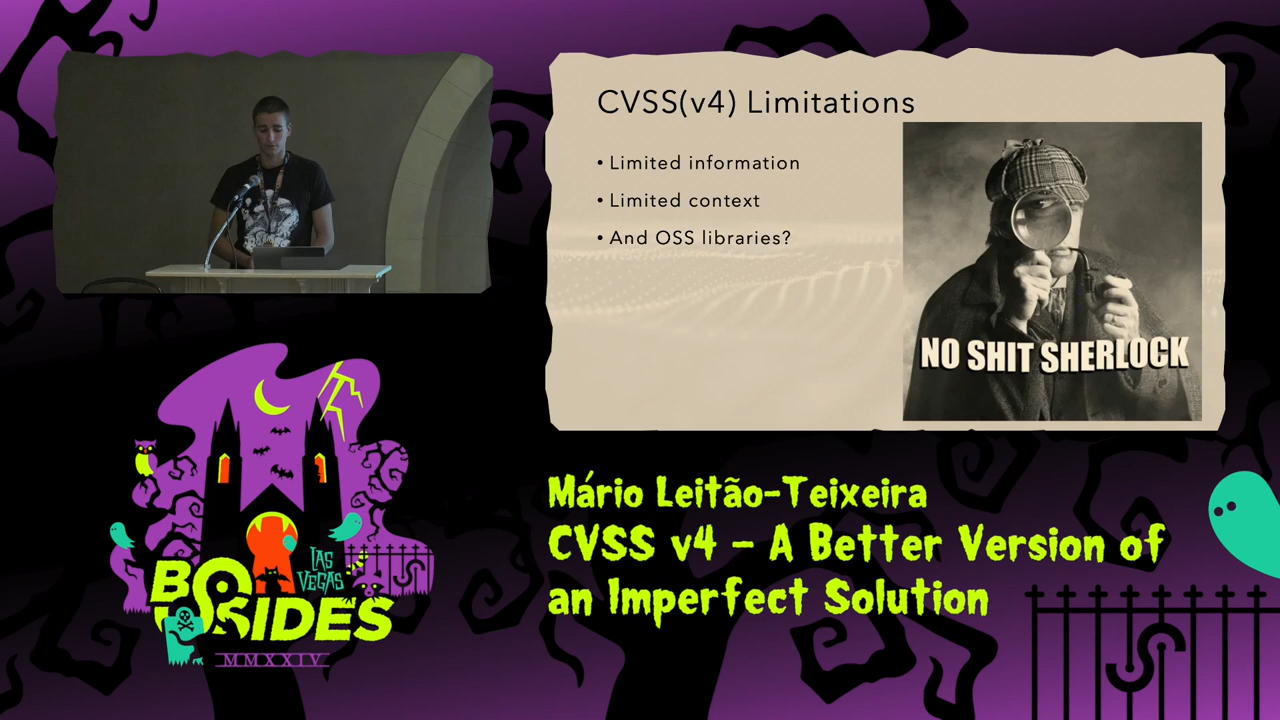 CVSS(v4) Limitations
• Limited information
• Limited context
• And OSS libraries?
NO SHIT SHERLOCK
Mário Leitão-Teixeira
CVSS v4 – A Better Version of
an Imperfect Solution
LAS
VEGAS
BSIDES
MMXXIV